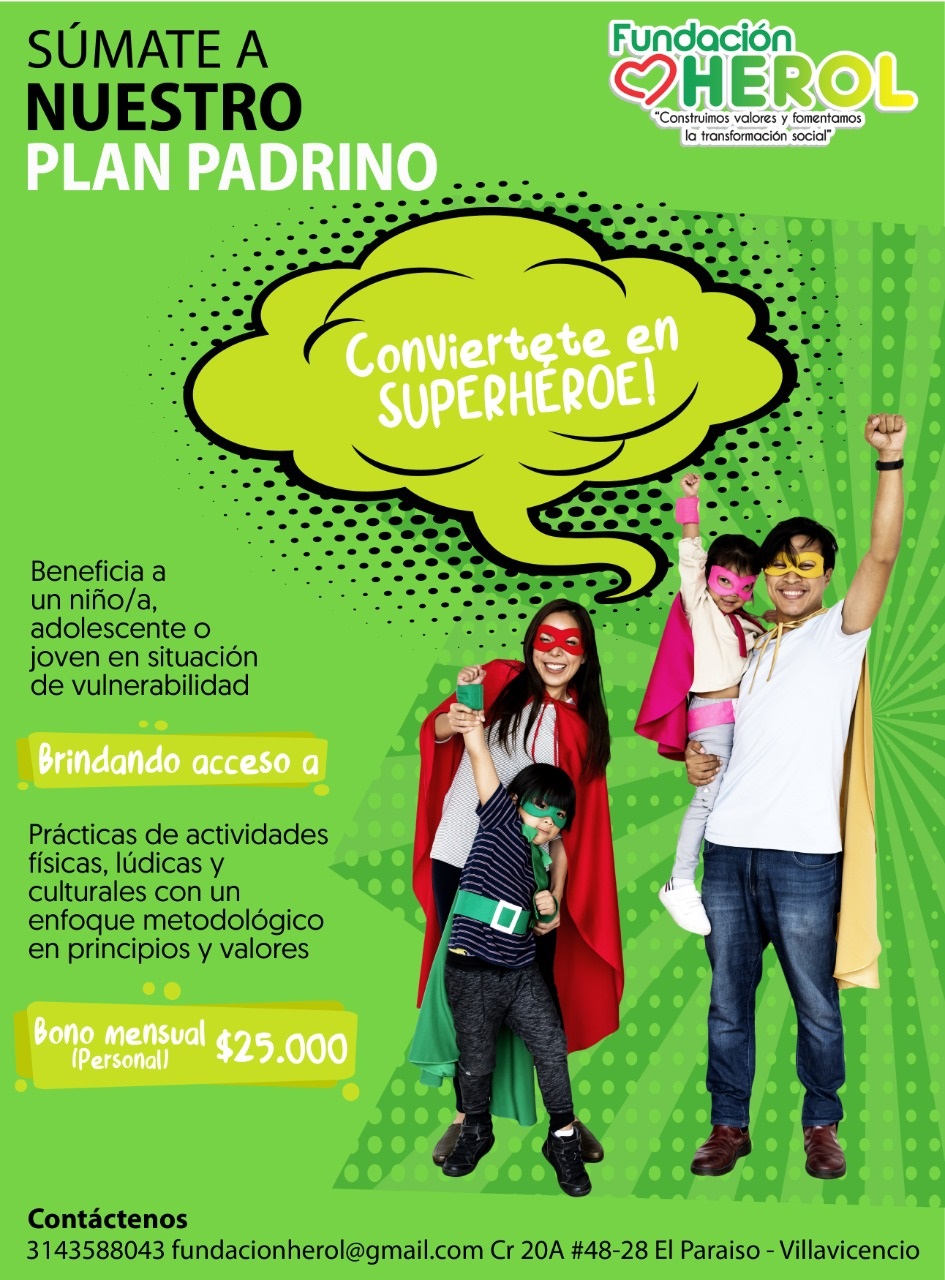 SÚMATE A
NUESTRO
PLAN PADRINO
Fundación
HEROL
"Construimos valores y fomentamos
la transformación social"
Conviertete en
SUPERHÉROE!
Beneficia a
un niño/a,
adolescente o
joven en situación
de vulnerabilidad
Brindando acceso a
Prácticas de actividades
físicas, lúdicas y
culturales con un
enfoque metodológico
en principios y valores
Bono mensual
(Personal)
$25.000
Contáctenos
3143588043 fundacionherol@gmail.com Cr 20A #48-28 El Paraiso - Villavicencio